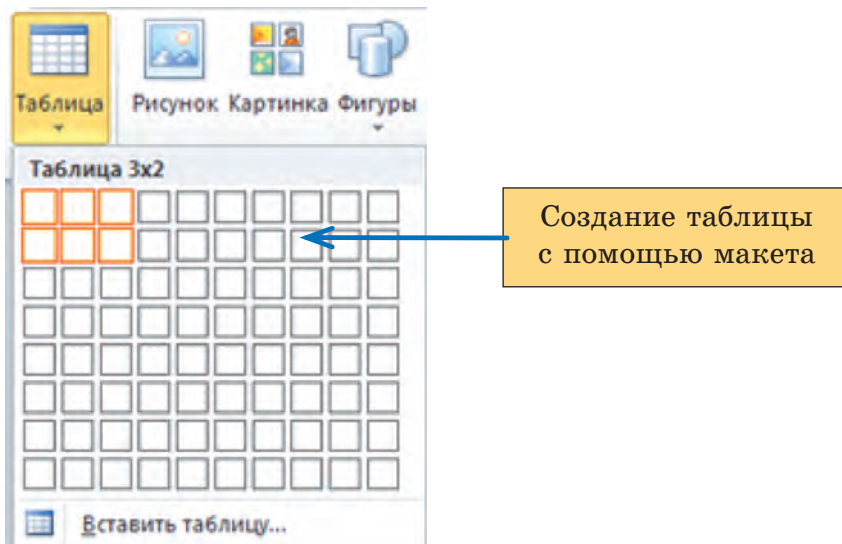 Таблица Рисунок Картинка Фигуры
Таблица 3x2
Создание таблицы
с помощью макета
Вставить таблицу...